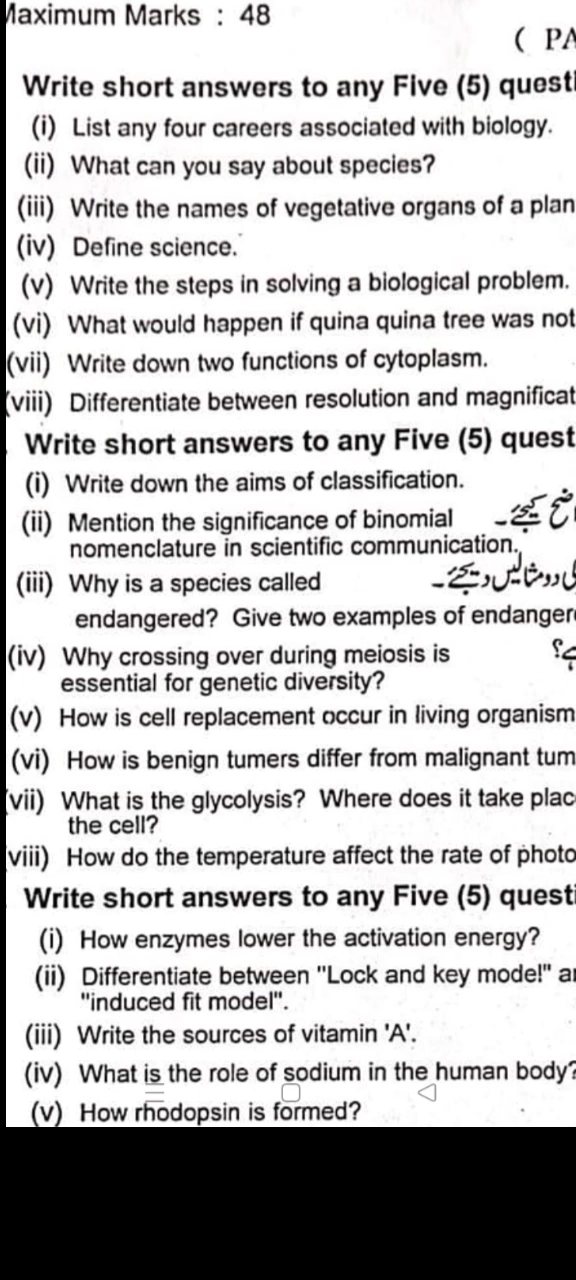 Maximum Marks : 48
( PA
Write short answers to any Five (5) questi
(i) List any four careers associated with biology.
(ii) What can you say about species?
(iii) Write the names of vegetative organs of a plan
(iv) Define science.
(v) Write the steps in solving a biological problem.
(vi) What would happen if quina quina tree was not
(vii) Write down two functions of cytoplasm.
(viii) Differentiate between resolution and magnificat
Write short answers to any Five (5) quest
(i) Write down the aims of classification.
(ii) Mention the significance of binomial واضح کیجئے۔
nomenclature in scientific communication.
(iii) Why is a species called کی دو مثالیں دیجئے۔
endangered? Give two examples of endanger
(iv) Why crossing over during meiosis is ہے؟
essential for genetic diversity?
(v) How is cell replacement occur in living organism
(vi) How is benign tumers differ from malignant tum
vii) What is the glycolysis? Where does it take plac
the cell?
viii) How do the temperature affect the rate of photo
Write short answers to any Five (5) questi
(i) How enzymes lower the activation energy?
(ii) Differentiate between "Lock and key model" a
"induced fit model".
(iii) Write the sources of vitamin 'A'.
(iv) What is the role of sodium in the human body?
(v) How rhodopsin is formed?